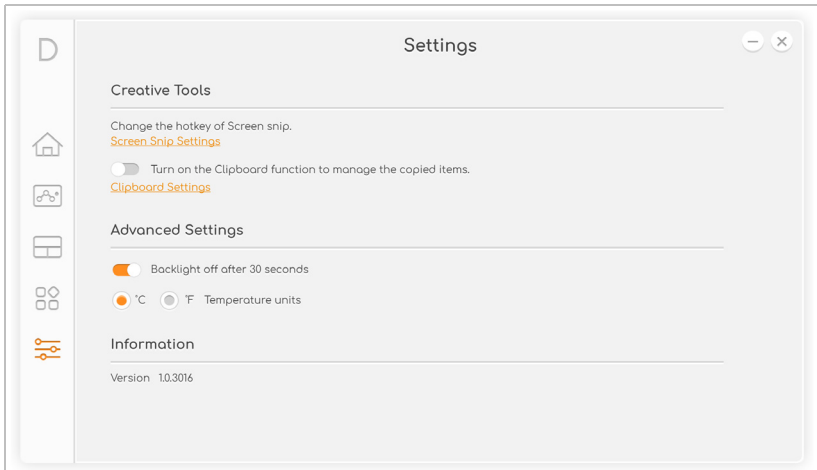 D
Settings
Creative Tools
Change the hotkey of Screen snip.
Screen Snip Settings
Turn on the Clipboard function to manage the copied items.
Clipboard Settings
Advanced Settings
Backlight off after 30 seconds
°C °F Temperature units
Information
Version 1.0.3016